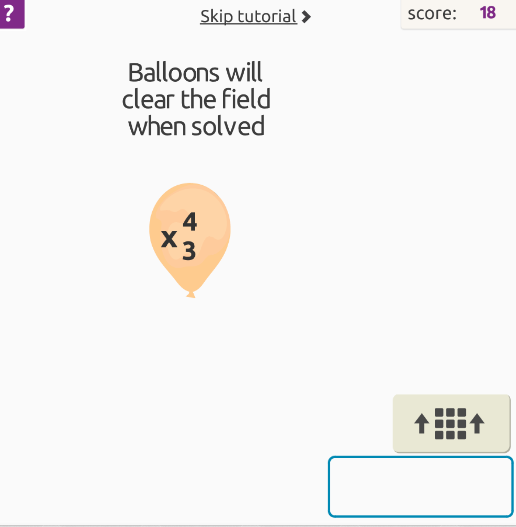 ?
Skip tutorial
score: 18
Balloons will
clear the field
when solved
4
x 3